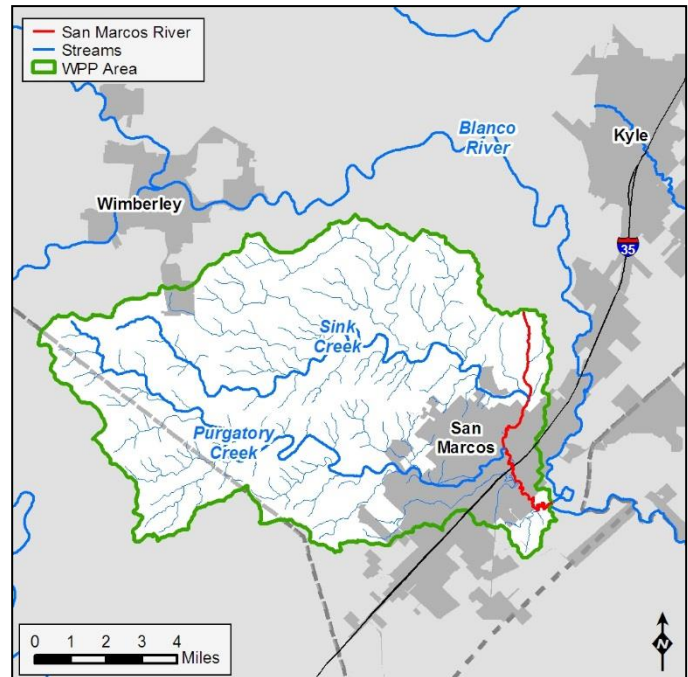 San Marcos River
Streams
WPP Area
Blanco
River
Kyle
Wimberley
35
Sink
Creek
San
Marcos
Purgatory
Creek
0 1 2 3 4
Miles
N